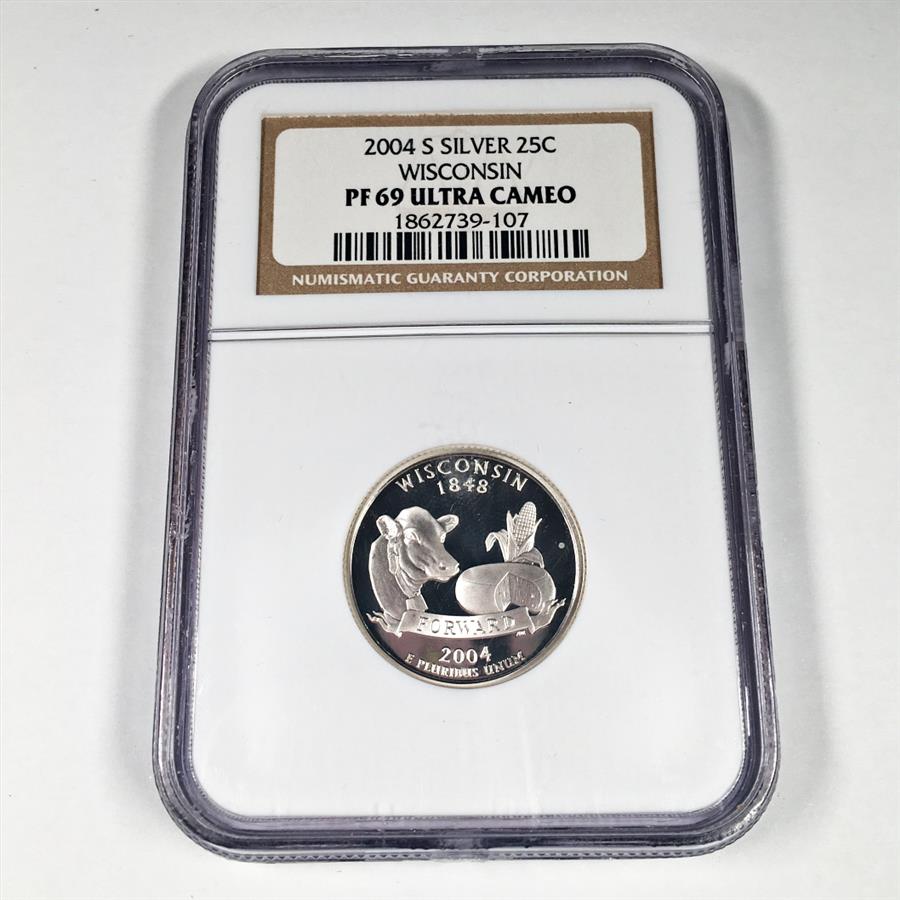 2004 S SILVER 25C
WISCONSIN
PF 69 ULTRA CAMEO
1862739-107
NUMISMATIC GUARANTY CORPORATION
WISCONSIN
1848
FORWARD
2004
E PLURIBUS UNUM